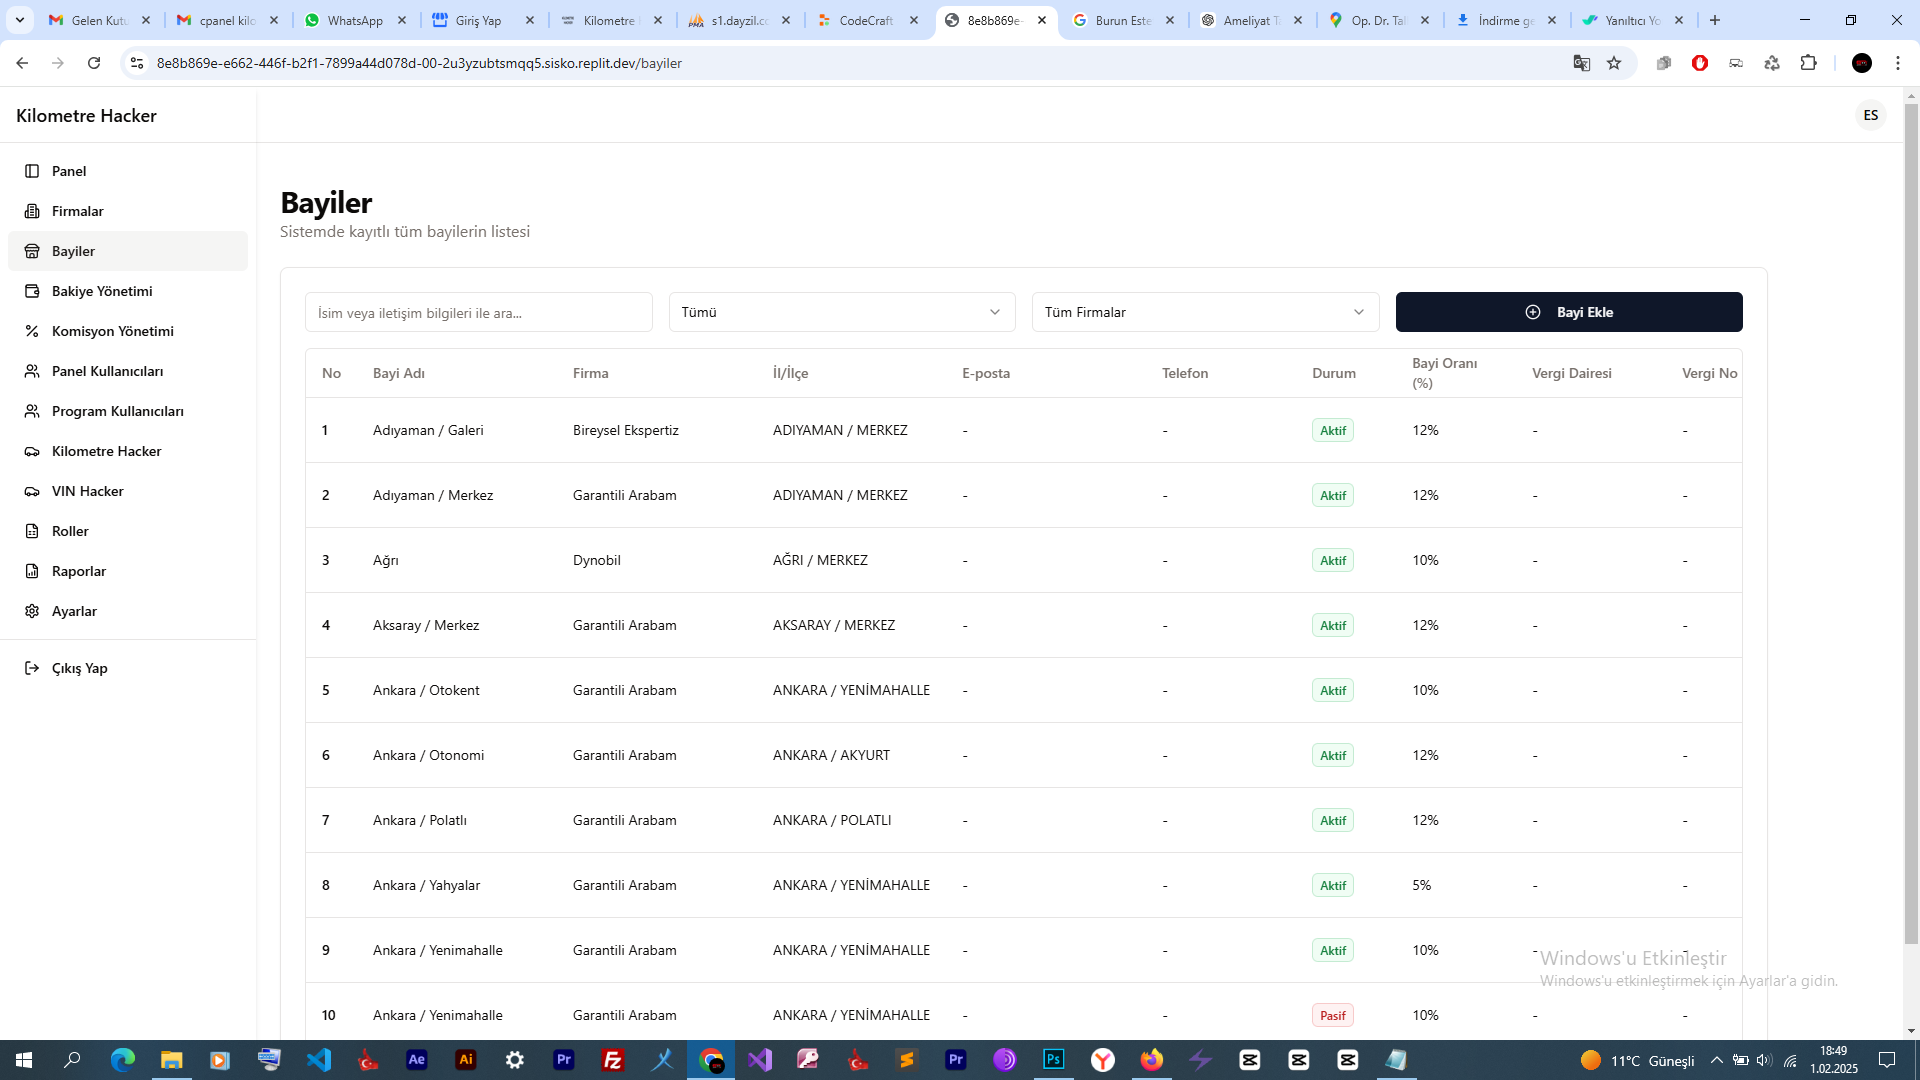 Gelen Kutu
cpanel kilo
WhatsApp
Giriş Yap
Kilometre
s1.dayzil.co
CodeCraft
8e8b869e-
Burun Este
Ameliyat T
Op. Dr. Tal
İndirme ge
Yanıltıcı Yo
8e8b869e-e662-446f-b2f1-7899a44d078d-00-2u3yzubtsmqq5.sisko.replit.dev/bayiler
Kilometre Hacker
ES
Panel
Firmalar
Bayiler
Bakiye Yönetimi
Komisyon Yönetimi
Panel Kullanıcıları
Program Kullanıcıları
Kilometre Hacker
VIN Hacker
Roller
Raporlar
Ayarlar
Çıkış Yap
Bayiler
Sistemde kayıtlı tüm bayilerin listesi
İsim veya iletişim bilgileri ile ara... Tümü Tüm Firmalar Bayi Ekle
No Bayi Adı Firma İl/İlçe E-posta Telefon Durum Bayi Oranı (%) Vergi Dairesi Vergi No
1 Adıyaman / Galeri Bireysel Ekspertiz ADIYAMAN / MERKEZ - - Aktif 12% - -
2 Adıyaman / Merkez Garantili Arabam ADIYAMAN / MERKEZ - - Aktif 12% - -
3 Ağrı Dynobil AĞRI / MERKEZ - - Aktif 10% - -
4 Aksaray / Merkez Garantili Arabam AKSARAY / MERKEZ - - Aktif 12% - -
5 Ankara / Otokent Garantili Arabam ANKARA / YENİMAHALLE - - Aktif 10% - -
6 Ankara / Otonomi Garantili Arabam ANKARA / AKYURT - - Aktif 12% - -
7 Ankara / Polatlı Garantili Arabam ANKARA / POLATLI - - Aktif 12% - -
8 Ankara / Yahyalar Garantili Arabam ANKARA / YENİMAHALLE - - Aktif 5% - -
9 Ankara / Yenimahalle Garantili Arabam ANKARA / YENİMAHALLE - - Aktif 10% - -
10 Ankara / Yenimahalle Garantili Arabam ANKARA / YENİMAHALLE - - Pasif 10% - -
Windows'u Etkinleştir
Windows'u etkinleştirmek için Ayarlar'a gidin.
Ae
Ai
Pr
Fz
Pr
Ps
11°C Güneşli
18:49
1.02.2025